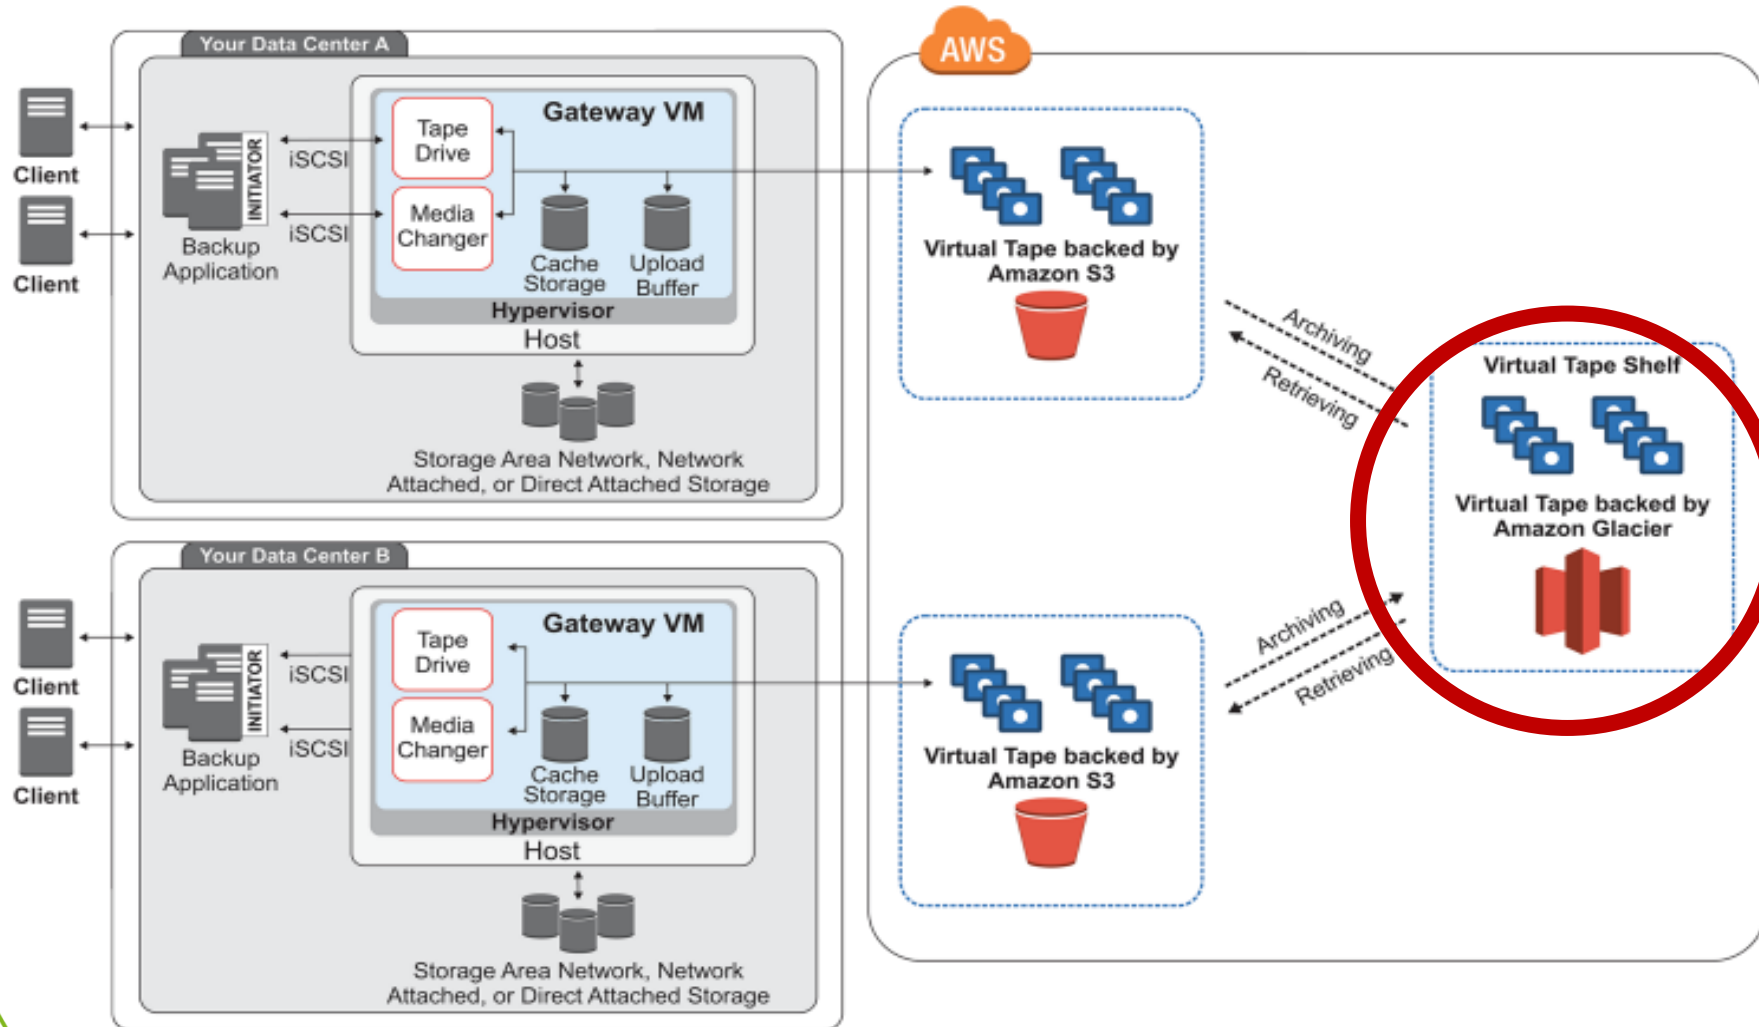 Your Data Center A
Client
Client
INITIATOR
Backup
Application
iSCSI
iSCSI
Gateway VM
Tape
Drive
Media
Changer
Cache
Storage
Upload
Buffer
Hypervisor
Host
Storage Area Network, Network
Attached, or Direct Attached Storage
Your Data Center B
Client
Client
INITIATOR
Backup
Application
iSCSI
iSCSI
Gateway VM
Tape
Drive
Media
Changer
Cache
Storage
Upload
Buffer
Hypervisor
Host
Storage Area Network, Network
Attached, or Direct Attached Storage
AWS
Virtual Tape backed by
Amazon S3
Archiving
Retrieving
Virtual Tape Shelf
Virtual Tape backed by
Amazon Glacier
Archiving
Retrieving
Virtual Tape backed by
Amazon S3